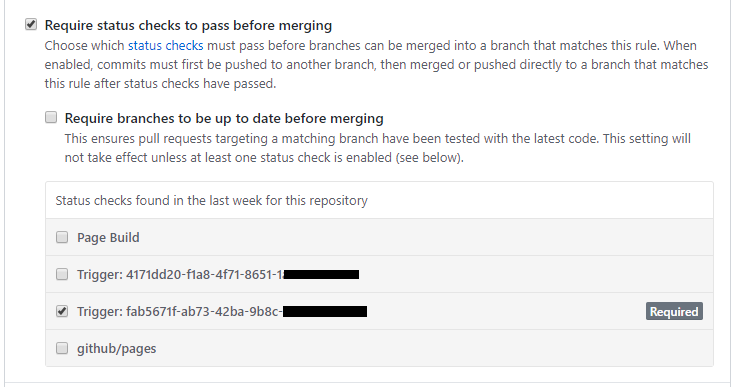 Require status checks to pass before merging
Choose which status checks must pass before branches can be merged into a branch that matches this rule. When
enabled, commits must first be pushed to another branch, then merged or pushed directly to a branch that matches
this rule after status checks have passed.
Require branches to be up to date before merging
This ensures pull requests targeting a matching branch have been tested with the latest code. This setting will
not take effect unless at least one status check is enabled (see below).
Status checks found in the last week for this repository
Page Build
Trigger: 4171dd20-f1a8-4f71-8651-1
Trigger: fab5671f-ab73-42ba-9b8c- Required
github/pages